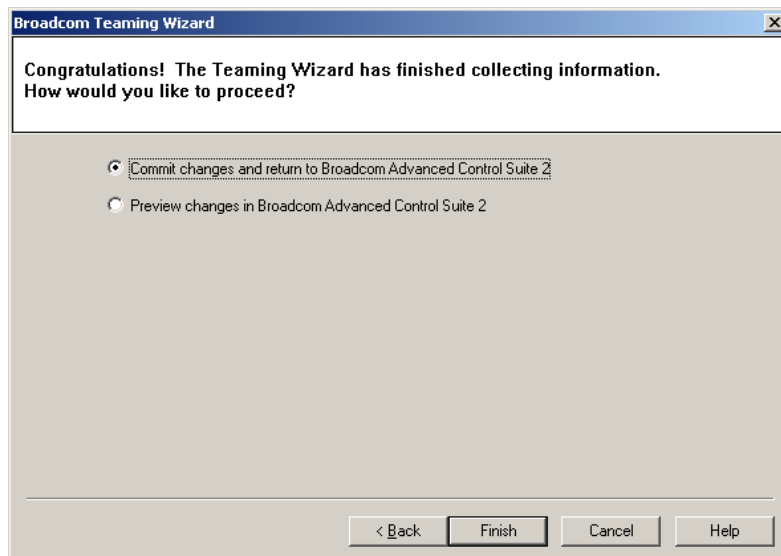 Broadcom Teaming Wizard
Congratulations! The Teaming Wizard has finished collecting information.
How would you like to proceed?
Commit changes and return to Broadcom Advanced Control Suite 2
Preview changes in Broadcom Advanced Control Suite 2
< Back
Finish
Cancel
Help